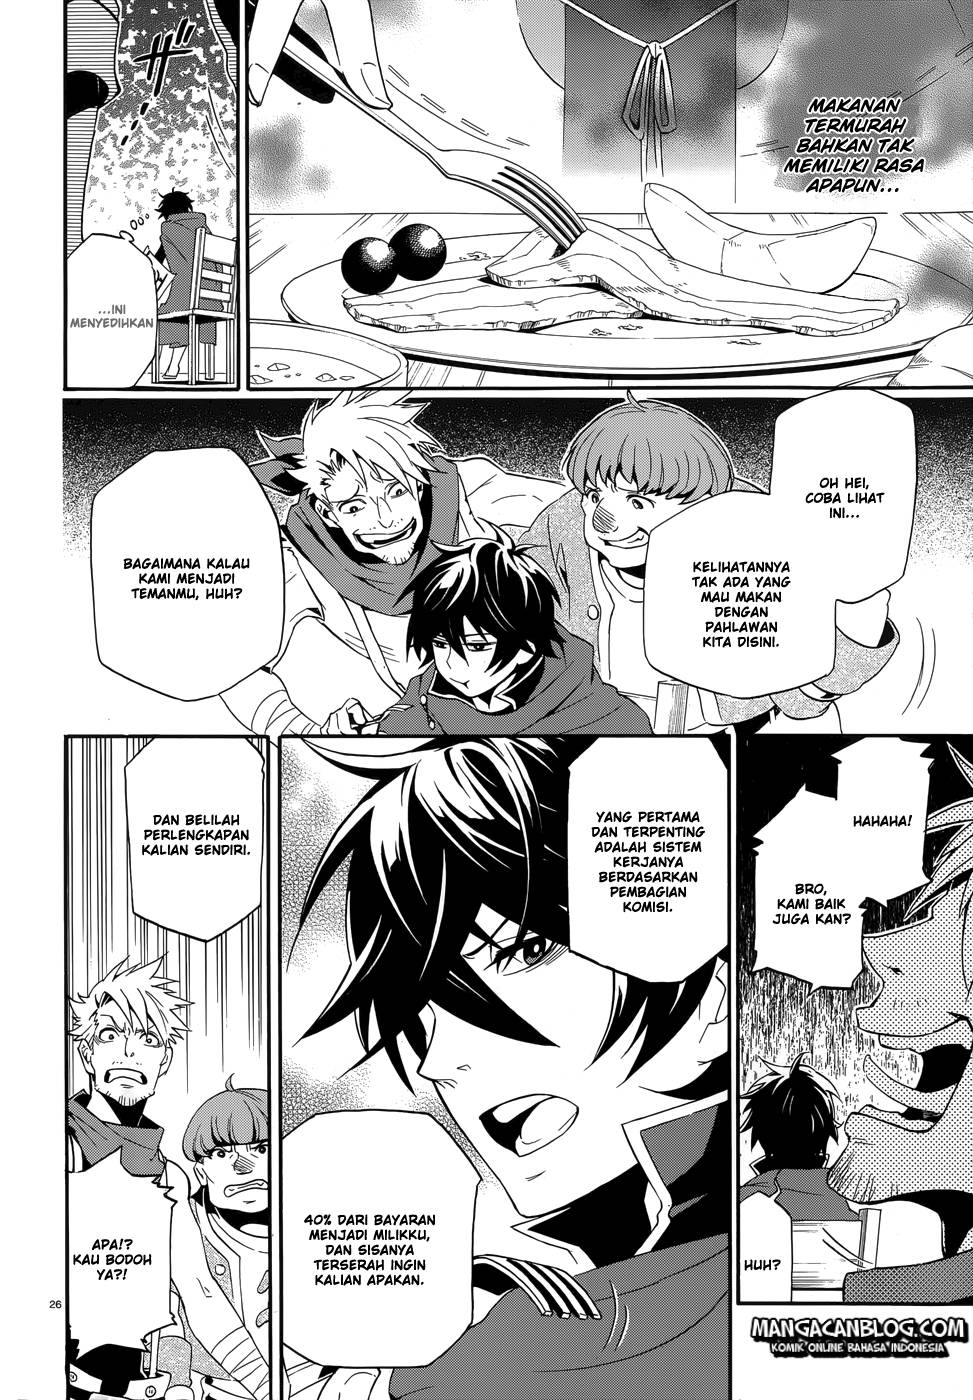 MAKANAN
TERMURAH
BAHKAN TAK
MEMILIKI RASA
APAPUN...
ザッ
...INI
MENYEDIHKAN
OH HEI,
COBA LIHAT
INI...
KELIHATANNYA
TAK ADA YANG
MAU MAKAN
DENGAN
PAHLAWAN
KITA DISINI.
BAGAIMANA KALAU
KAMI MENJADI
TEMANMU, HUH?
HAHAHA!
BRO,
KAMI BAIK
JUGA KAN?
HUH?
YANG PERTAMA
DAN TERPENTING
ADALAH SISTEM
KERJANYA
BERDASARKAN
PEMBAGIAN
KOMISI.
40% DARI BAYARAN
MENJADI MILIKKU,
DAN SISANYA
TERSERAH INGIN
KALIAN APAKAN.
DAN BELILAH
PERLENGKAPAN
KALIAN SENDIRI.
APA!?
KAU BODOH
YA?!
26
MANGACANBLOG.COM
KOMIK ONLINE BAHASA INDONESIA